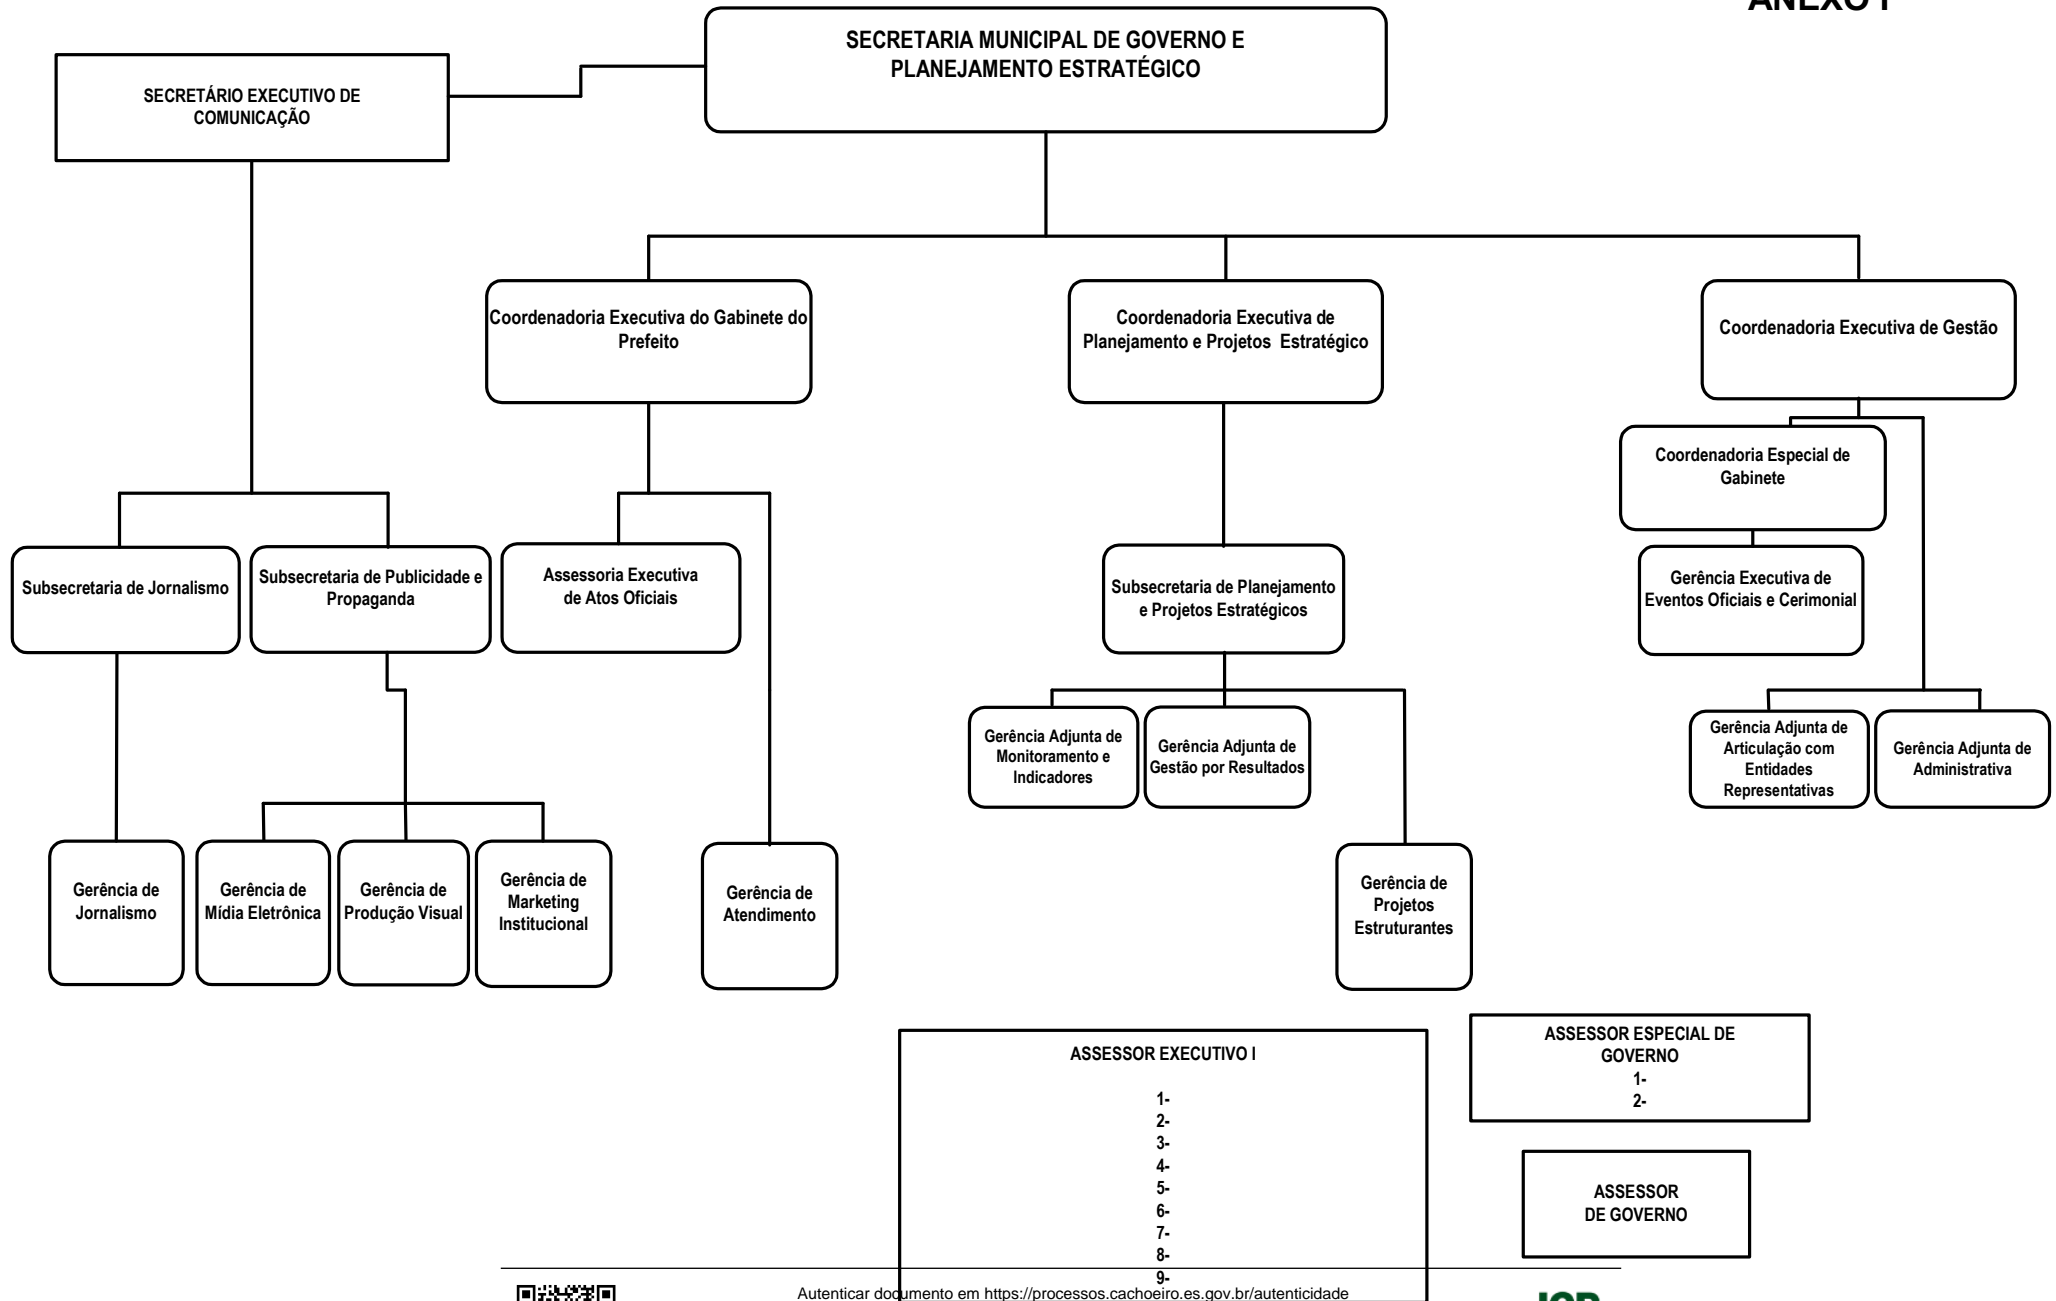 ANEXO I
SECRETARIA MUNICIPAL DE GOVERNO E
PLANEJAMENTO ESTRATÉGICO
SECRETÁRIO EXECUTIVO DE
COMUNICAÇÃO
Coordenadoria Executiva do Gabinete do
Prefeito
Coordenadoria Executiva de
Planejamento e Projetos Estratégico
Coordenadoria Executiva de Gestão
Coordenadoria Especial de
Gabinete
Subsecretaria de Jornalismo
Subsecretaria de Publicidade e
Propaganda
Assessoria Executiva
de Atos Oficiais
Subsecretaria de Planejamento
e Projetos Estratégicos
Gerência Executiva de
Eventos Oficiais e Cerimonial
Gerência Adjunta de
Monitoramento e
Indicadores
Gerência Adjunta de
Gestão por Resultados
Gerência Adjunta de
Articulação com
Entidades
Representativas
Gerência Adjunta de
Administrativa
Gerência de
Jornalismo
Gerência de
Mídia Eletrônica
Gerência de
Produção Visual
Gerência de
Marketing
Institucional
Gerência de
Atendimento
Gerência de
Projetos
Estruturantes
ASSESSOR EXECUTIVO I
1-
2-
3-
4-
5-
6-
7-
8-
9-
ASSESSOR ESPECIAL DE
GOVERNO
1-
2-
ASSESSOR
DE GOVERNO
Autenticar documento em https://processos.cachoeiro.es.gov.br/autenticidade